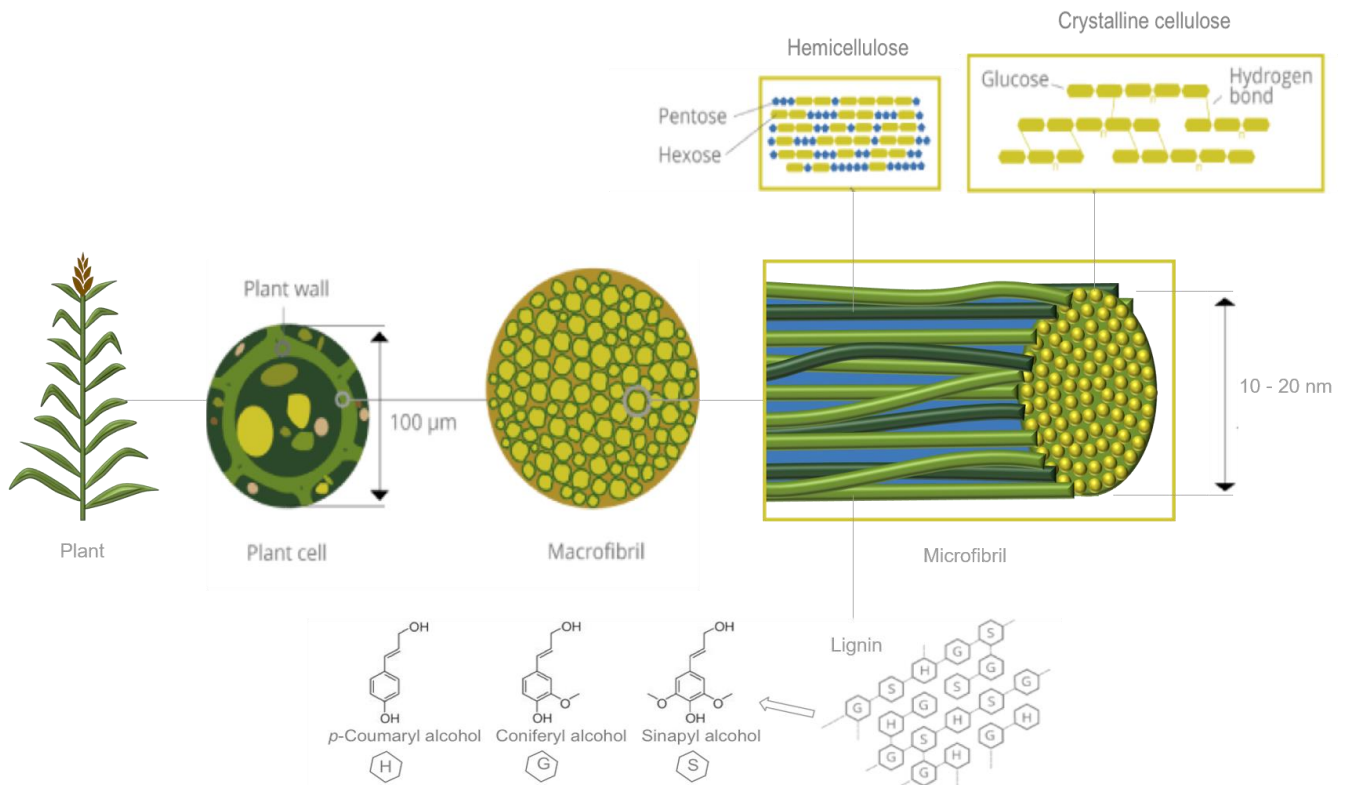 Crystalline cellulose
Hemicellulose
Glucose
Hydrogen
bond
n
n
n
n
n
Pentose
Hexose
Plant wall
100 µm
10 - 20 nm
Plant
Plant cell
Macrofibril
Microfibril
OH
OH
OH
Lignin
O
O
O
OH
OH
OH
p-Coumaryl alcohol
Coniferyl alcohol
Sinapyl alcohol
H
G
S
S
G
H
S
G
S
G
G
G
S
H
H
S
H
S
G
H
G
H